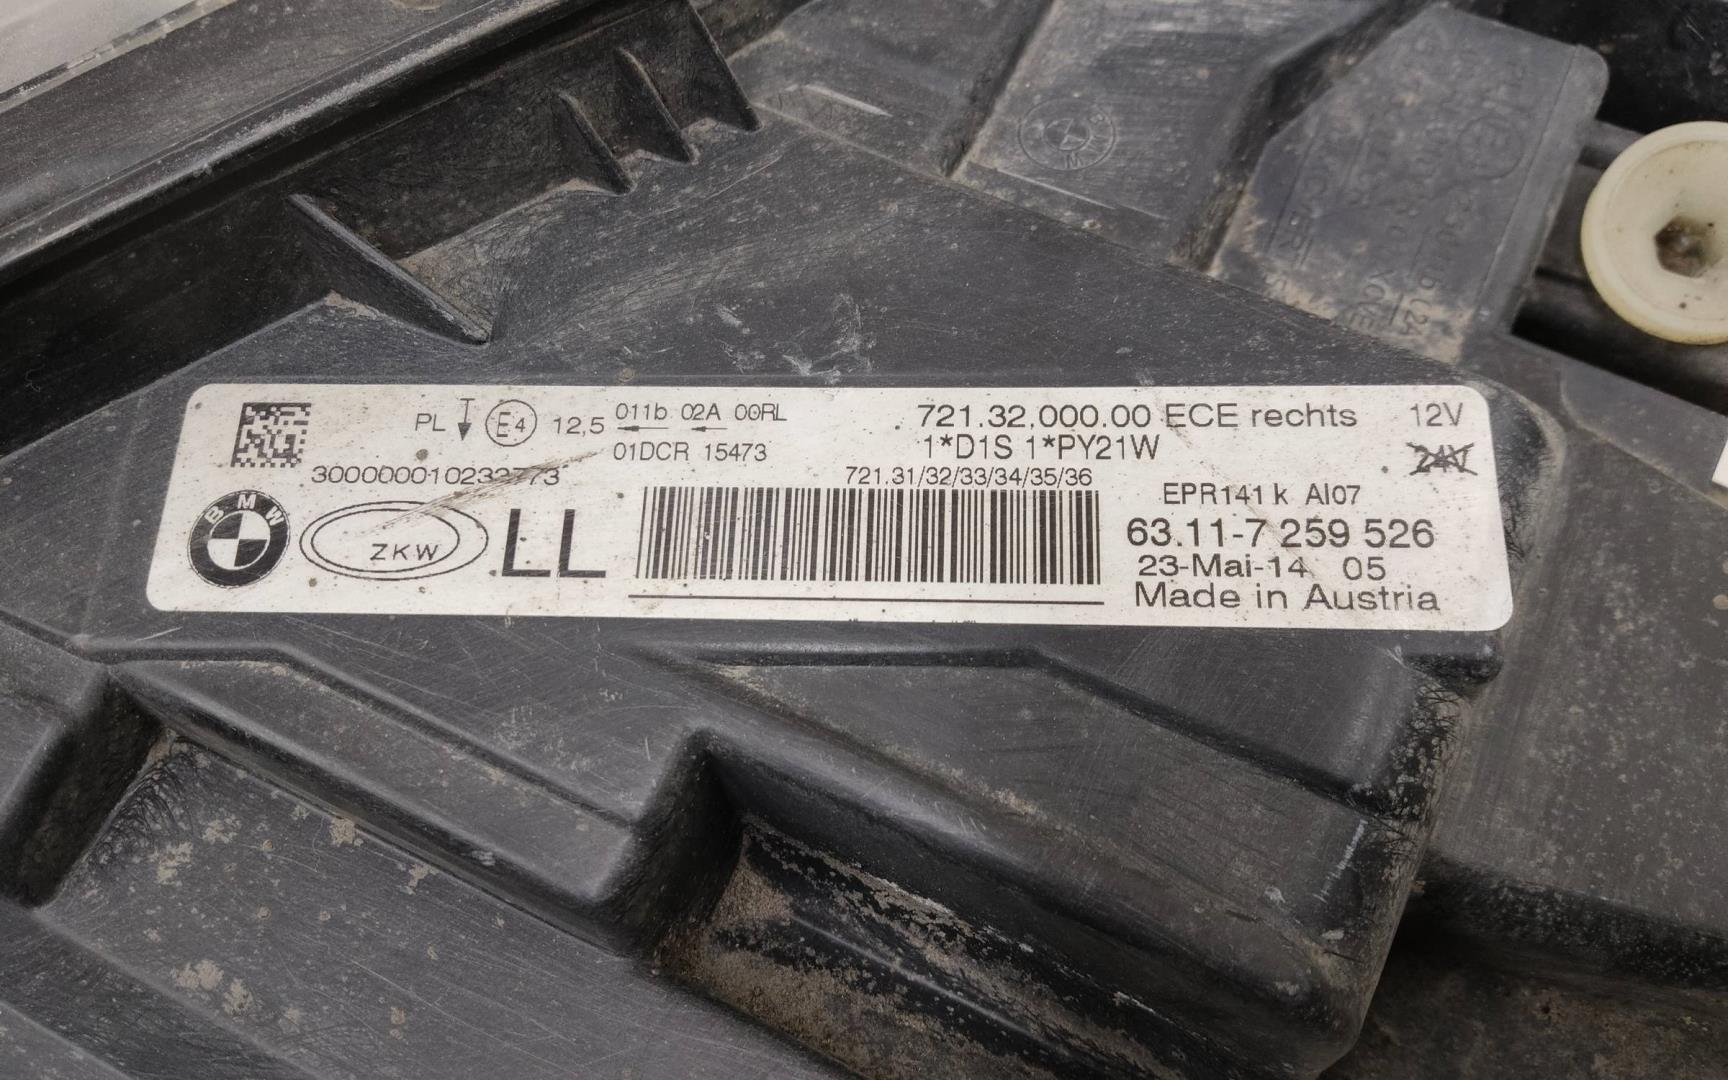 PL E4 12,5 011b 02A 00RL
01DCR 15473
721.32.000.00 ECE rechts 12V
1*D1S 1*PY21W 24V
721.31/32/33/34/35/36
EPR141 k AI07
BMW ZKW LL
63.11-7 259 526
23-Mai-14 05
Made in Austria
BMW